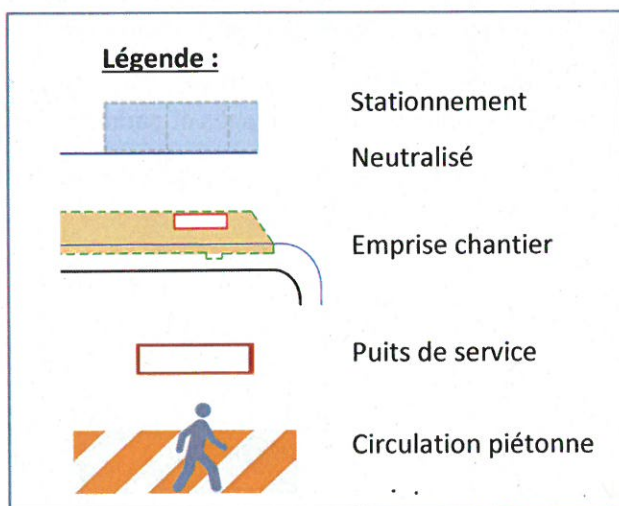 Légende :
Stationnement
Neutralisé
Emprise chantier
Puits de service
Circulation piétonne